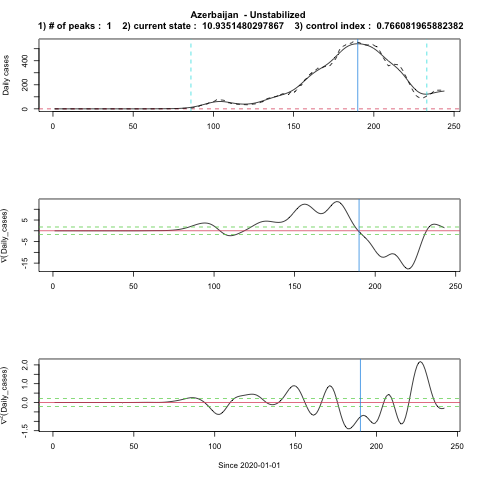 Azerbaijan - Unstabilized
1) # of peaks : 1 2) current state : 10.9351480297867 3) control index : 0.766081965882382
Daily cases
0 200 400
0 50 100 150 200 250
∇(Daily_cases)
-15 -5 5
0 50 100 150 200 250
∇²(Daily_cases)
-1.5 0.0 1.0 2.0
0 50 100 150 200 250
Since 2020-01-01